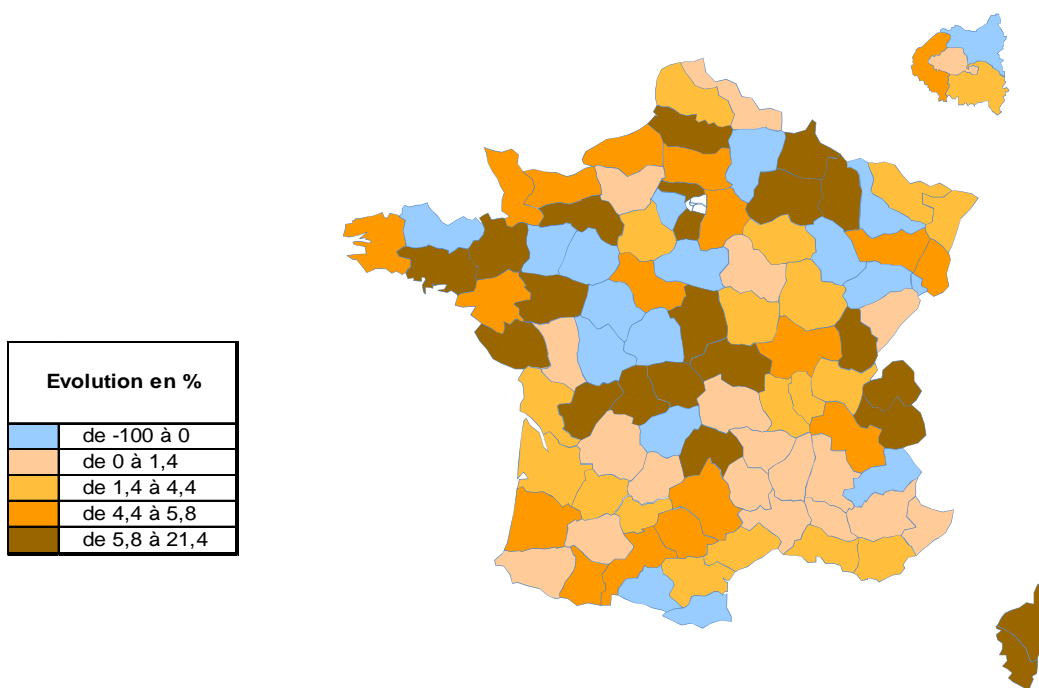 Evolution en %
de -100 à 0
de 0 à 1,4
de 1,4 à 4,4
de 4,4 à 5,8
de 5,8 à 21,4